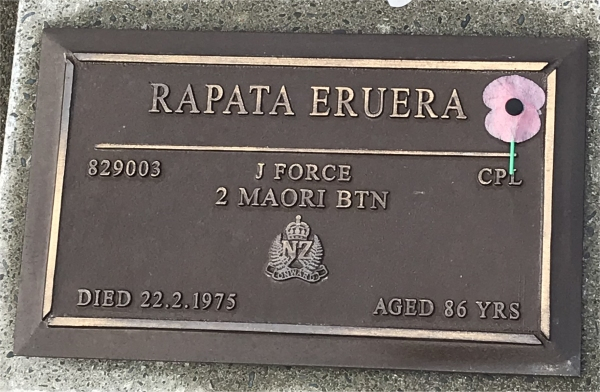 RAPATA ERUERA
829003 J FORCE CPL
2 MAORI BTN
NZ
ONWARD
DIED 22.2.1975 AGED 86 YRS